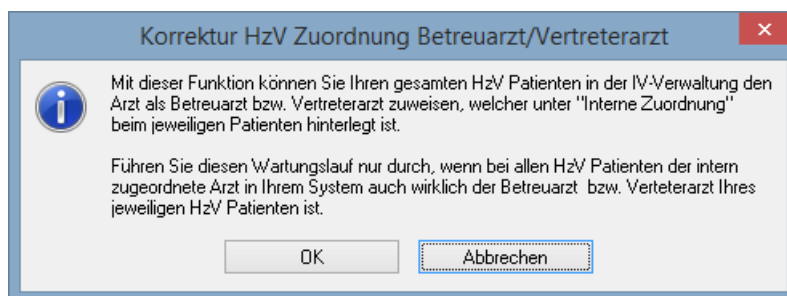 Korrektur HzV Zuordnung Betreuarzt/Vertreterarzt
Mit dieser Funktion können Sie Ihren gesamten HzV Patienten in der IV-Verwaltung den
Arzt als Betreuarzt bzw. Vertreterarzt zuweisen, welcher unter "Interne Zuordnung"
beim jeweiligen Patienten hinterlegt ist.
Führen Sie diesen Wartungslauf nur durch, wenn bei allen HzV Patienten der intern
zugeordnete Arzt in Ihrem System auch wirklich der Betreuarzt bzw. Verteterarzt Ihres
jeweiligen HzV Patienten ist.
OK
Abbrechen